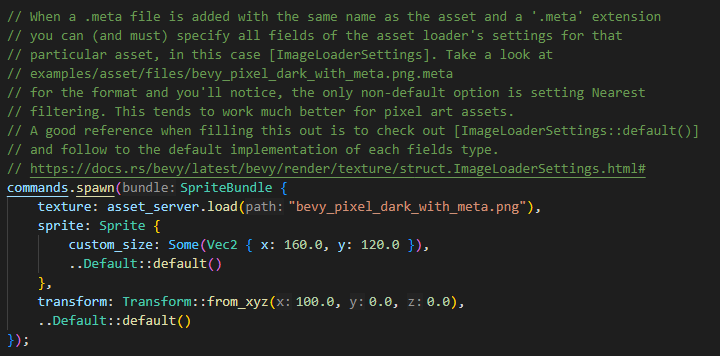 // When a .meta file is added with the same name as the asset and a '.meta' extension
// you can (and must) specify all fields of the asset loader's settings for that
// particular asset, in this case [ImageLoaderSettings]. Take a look at
// examples/asset/files/bevy_pixel_dark_with_meta.png.meta
// for the format and you'll notice, the only non-default option is setting Nearest
// filtering. This tends to work much better for pixel art assets.
// A good reference when filling this out is to check out [ImageLoaderSettings::default()]
// and follow to the default implementation of each fields type.
// https://docs.rs/bevy/latest/bevy/render/texture/struct.ImageLoaderSettings.html#
commands.spawn(bundle: SpriteBundle {
    texture: asset_server.load(path: "bevy_pixel_dark_with_meta.png"),
    sprite: Sprite {
        custom_size: Some(Vec2 { x: 160.0, y: 120.0 }),
        ..Default::default()
    },
    transform: Transform::from_xyz(x: 100.0, y: 0.0, z: 0.0),
    ..Default::default()
});